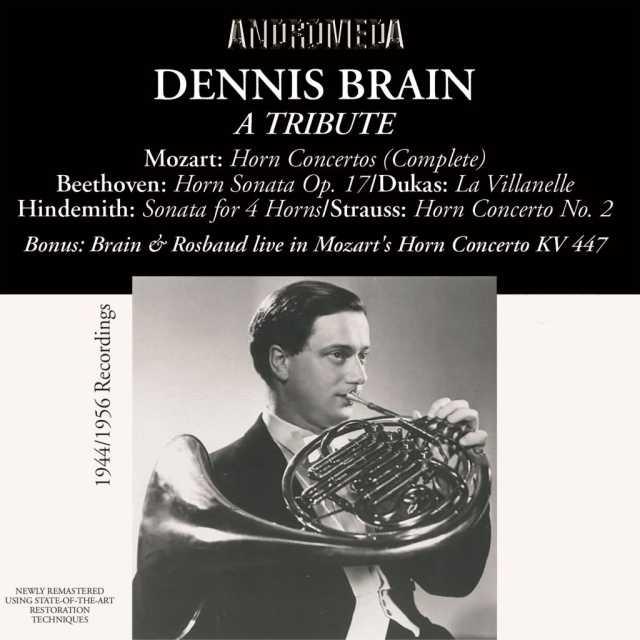 ANDROMEDA
DENNIS BRAIN
A TRIBUTE
Mozart: Horn Concertos (Complete)
Beethoven: Horn Sonata Op. 17/Dukas: La Villanelle
Hindemith: Sonata for 4 Horns/Strauss: Horn Concerto No. 2
Bonus: Brain & Rosbaud live in Mozart's Horn Concerto KV 447
1944/1956 Recordings
NEWLY REMASTERED
USING STATE-OF-THE-ART
RESTORATION
TECHNIQUES